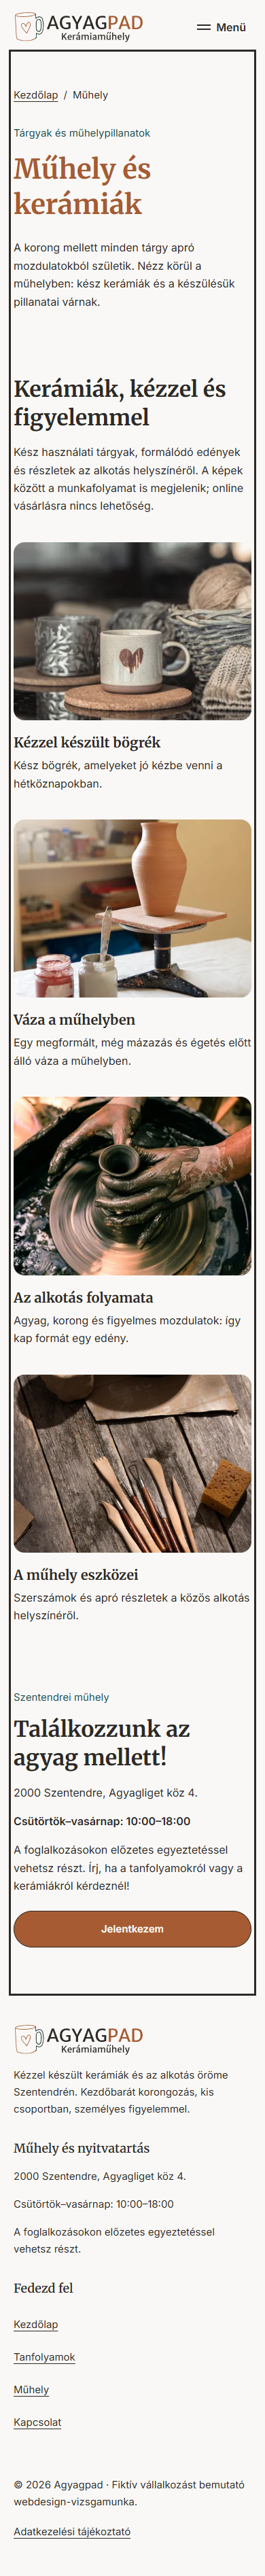 AGYAGPAD
Kerámiaműhely
Menü
Kezdőlap / Műhely
Tárgyak és műhelypillanatok
Műhely és
kerámiák
A korong mellett minden tárgy apró
mozdulatokból születik. Nézz körül a
műhelyben: kész kerámiák és a készülésük
pillanatai várnak.
Kerámiák, kézzel és
figyelemmel
Kész használati tárgyak, formálódó edények
és részletek az alkotás helyszínéről. A képek
között a munkafolyamat is megjelenik; online
vásárlásra nincs lehetőség.
Kézzel készült bögrék
Kész bögrék, amelyeket jó kézbe venni a
hétköznapokban.
Váza a műhelyben
Egy megformált, még mázazás és égetés előtt
álló váza a műhelyben.
Az alkotás folyamata
Agyag, korong és figyelmes mozdulatok: így
kap formát egy edény.
A műhely eszközei
Szerszámok és apró részletek a közös alkotás
helyszínéről.
Szentendrei műhely
Találkozzunk az
agyag mellett!
2000 Szentendre, Agyagliget köz 4.
Csütörtök–vasárnap: 10:00–18:00
A foglalkozásokon előzetes egyeztetéssel
vehetsz részt. Írj, ha a tanfolyamokról vagy a
kerámiákról kérdeznél!
Jelentkezem
AGYAGPAD
Kerámiaműhely
Kézzel készült kerámiák és az alkotás öröme
Szentendrén. Kezdőbarát korongozás, kis
csoportban, személyes figyelemmel.
Műhely és nyitvatartás
2000 Szentendre, Agyagliget köz 4.
Csütörtök–vasárnap: 10:00–18:00
A foglalkozásokon előzetes egyeztetéssel
vehetsz részt.
Fedezd fel
Kezdőlap
Tanfolyamok
Műhely
Kapcsolat
© 2026 Agyagpad · Fiktív vállalkozást bemutató
webdesign-vizsgamunka.
Adatkezelési tájékoztató